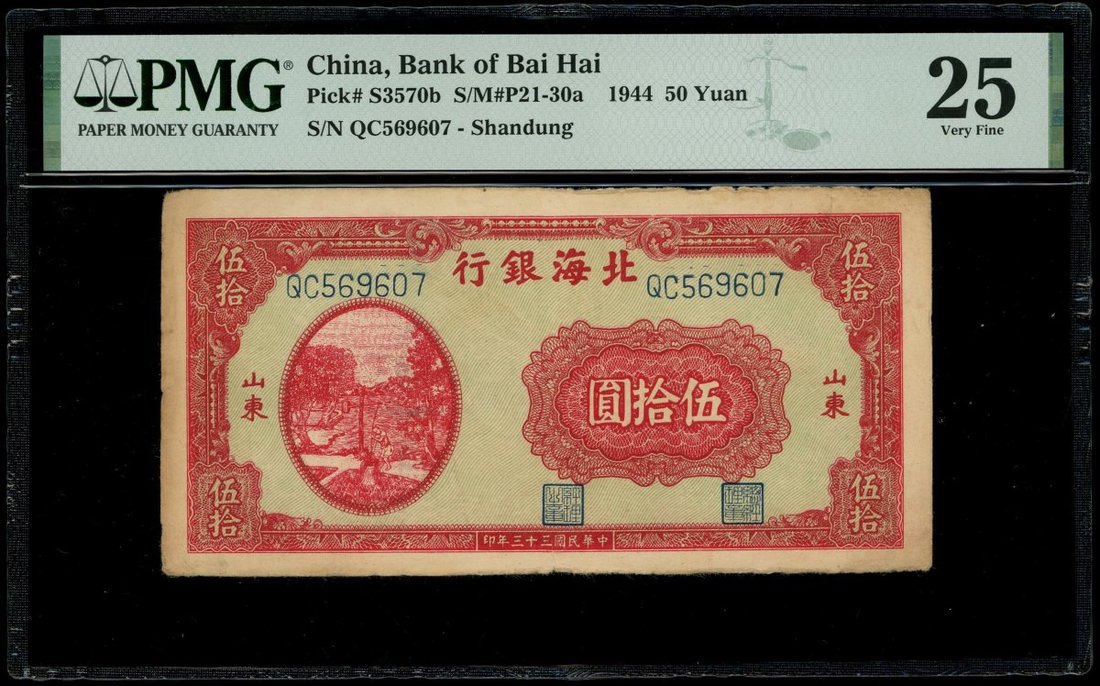 PMG®
PAPER MONEY GUARANTY
China, Bank of Bai Hai
Pick# S3570b S/M#P21-30a 1944 50 Yuan
S/N QC569607 - Shandung
25
Very Fine
行銀海北
QC569607
QC569607
伍拾
伍拾
山東
山東
圓拾伍
伍拾
伍拾
印年三十三國民華中